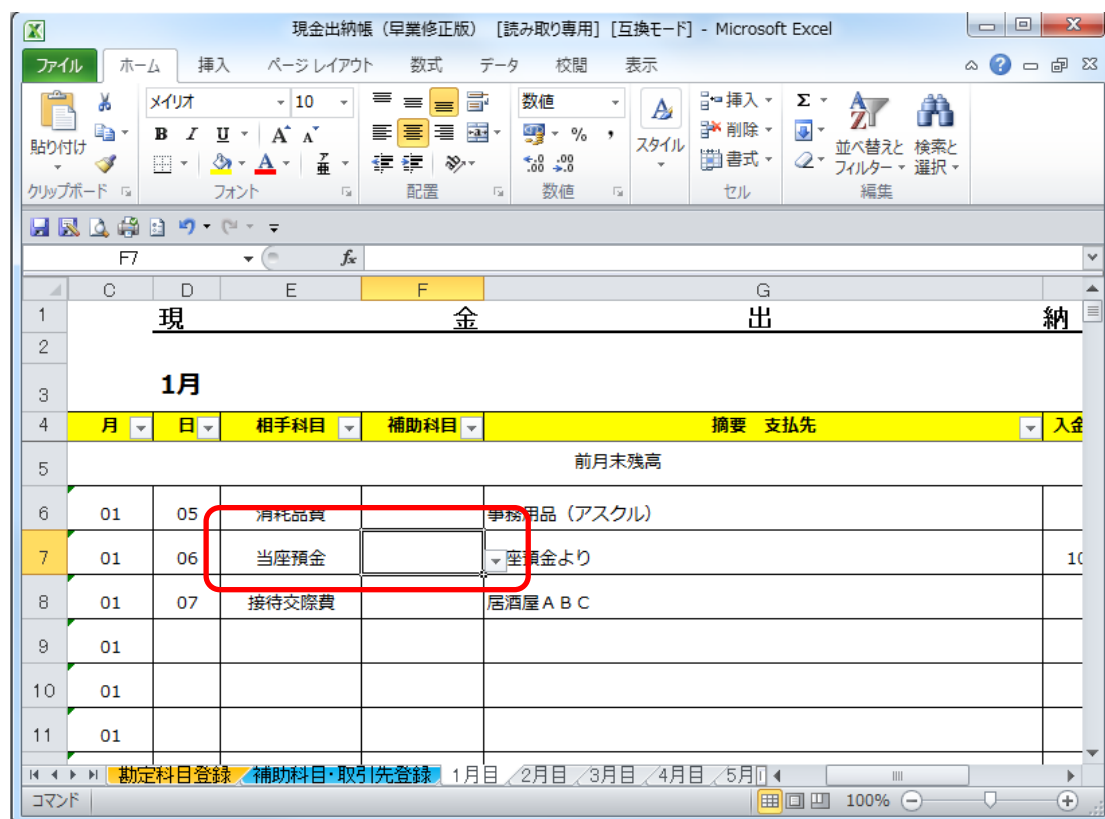 現金出納帳（早業修正版） [読み取り専用] [互換モード] - Microsoft Excel
ファイル ホーム 挿入 ページ レイアウト 数式 データ 校閲 表示
メイリオ 10 数値 挿入 Σ
貼り付け B I U A A % , スタイル 削除 並べ替えと フィルター 検索と 選択
A 亜 書式
クリップボード フォント 配置 数値 セル 編集
F7 fx
C D E F G
1 現 金 出 納
2
3 1月
4 月 日 相手科目 補助科目 摘要 支払先 入金
5 前月末残高
6 01 05 消耗品費 事務用品（アスクル）
7 01 06 当座預金 座預金より 10
8 01 07 接待交際費 居酒屋ＡＢＣ
9 01
10 01
11 01
勘定科目登録 補助科目・取引先登録 1月目 2月目 3月目 4月目 5月
コマンド 100%